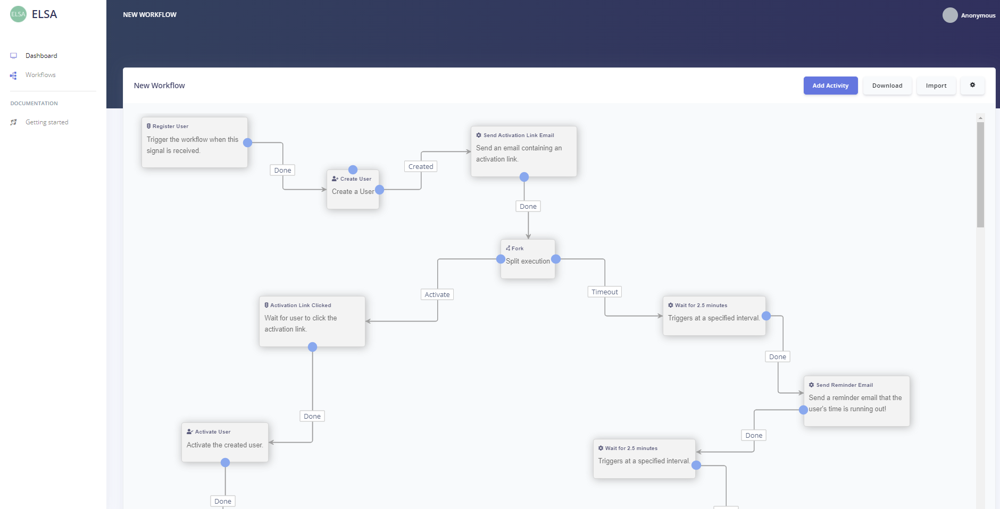 ELSA
ELSA
NEW WORKFLOW
Anonymous
Dashboard
Workflows
DOCUMENTATION
Getting started
New Workflow
Add Activity
Download
Import
Register User
Trigger the workflow when this
signal is received.
Done
Create User
Create a User
Created
Send Activation Link Email
Send an email containing an
activation link.
Done
Fork
Split execution
Activate
Timeout
Activation Link Clicked
Wait for user to click the
activation link.
Wait for 2.5 minutes
Triggers at a specified interval.
Done
Send Reminder Email
Send a reminder email that the
user's time is running out!
Done
Done
Activate User
Activate the created user.
Wait for 2.5 minutes
Triggers at a specified interval.
Done